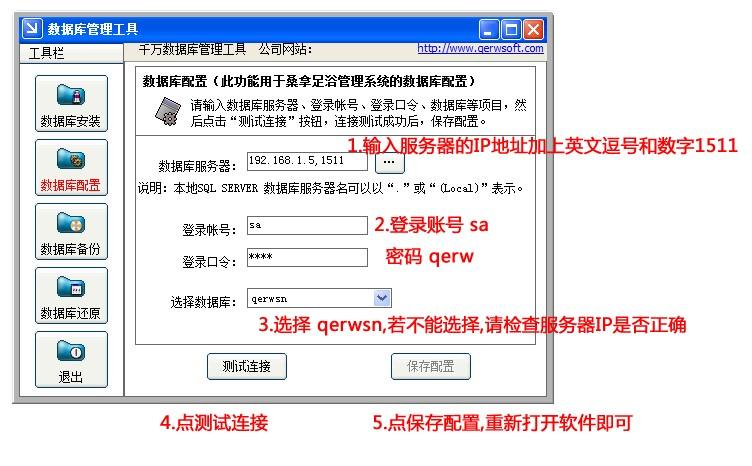 数据库管理工具
工具栏
千万数据库管理工具 公司网站:
http://www.qerwsoft.com
数据库安装
数据库配置
数据库备份
数据库还原
退出
数据库配置(此功能用于桑拿足浴管理系统的数据库配置)
请输入数据库服务器、登录帐号、登录口令、数据库等项目，然
后点击“测试连接”按钮，连接测试成功后，保存配置。
1.输入服务器的IP地址加上英文逗号和数字1511
数据库服务器: 192.168.1.5,1511 ...
说明: 本地SQL SERVER 数据库服务器名可以以“.”或“(Local)”表示。
登录帐号: sa
2.登录账号 sa
登录口令: ****
密码 qerw
选择数据库: qerwsn
3.选择 qerwsn,若不能选择,请检查服务器IP是否正确
测试连接 保存配置
4.点测试连接
5.点保存配置,重新打开软件即可